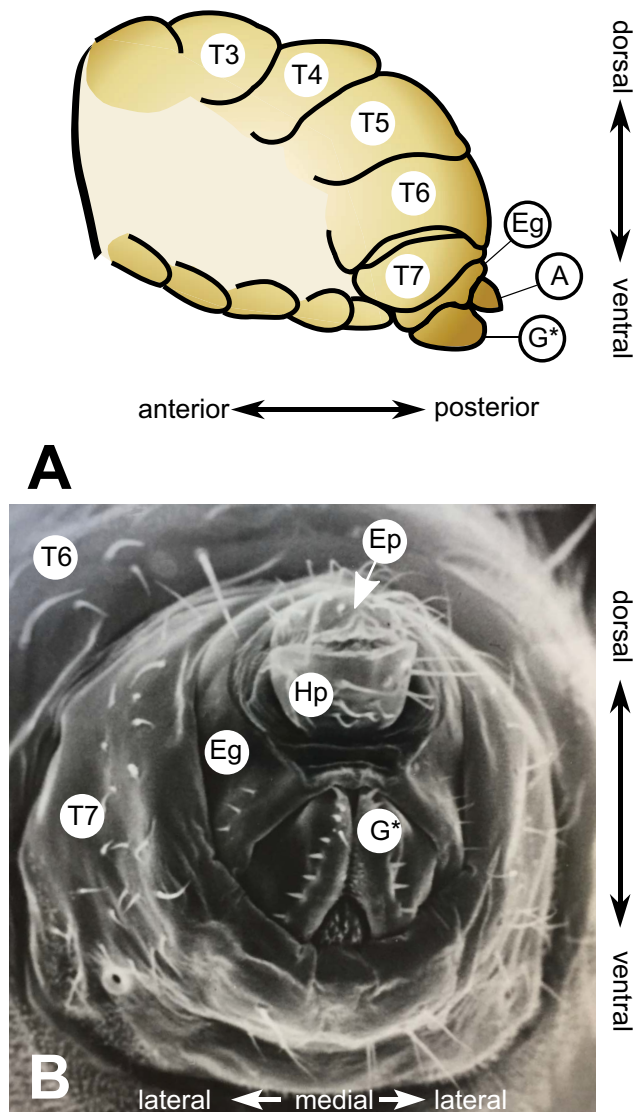 T3
T4
T5
T6
T7
Eg
A
G*
dorsal
ventral
anterior
posterior
A
T6
Ep
Hp
Eg
T7
G*
dorsal
ventral
B
lateral
medial
lateral